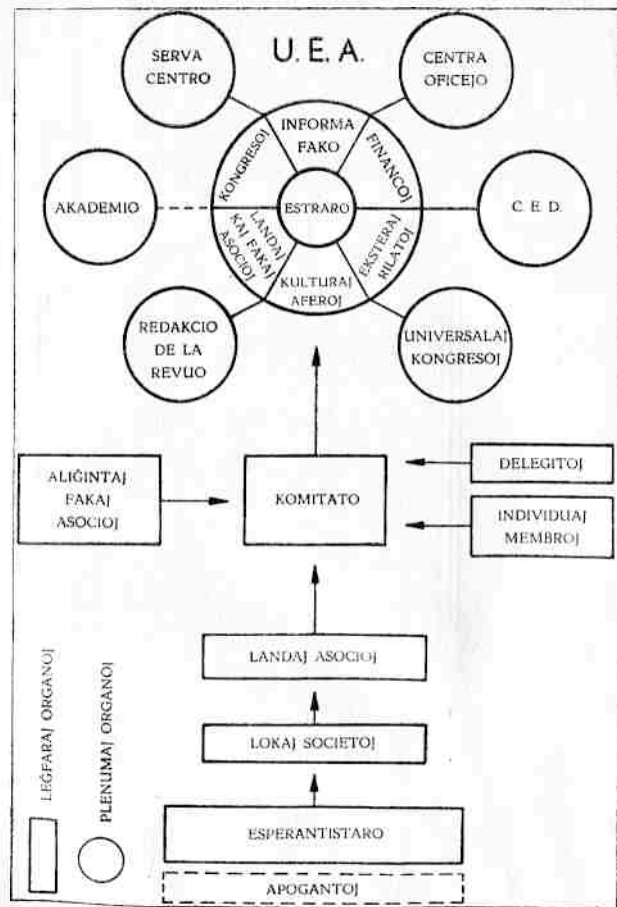 U.E.A.
SERVA
CENTRO
CENTRA
OFICEJO
KONGRESOJ
INFORMA
FAKO
FINANCOJ
AKADEMIO
ESTRARO
C. E. D.
LANDAJ
KAJ FAKAJ
ASOCIOJ
KULTURAJ
AFEROJ
EKSTERAJ
RILATOJ
REDAKCIO
DE LA
REVUO
UNIVERSALAJ
KONGRESOJ
ALIĜINTAJ
FAKAJ
ASOCIOJ
KOMITATO
DELEGITOJ
INDIVIDUAJ
MEMBROJ
LANDAJ ASOCIOJ
LOKAJ SOCIETOJ
ESPERANTISTARO
APOGANTOJ
LEĜFARAJ ORGANOJ
PLENUMAJ ORGANOJ